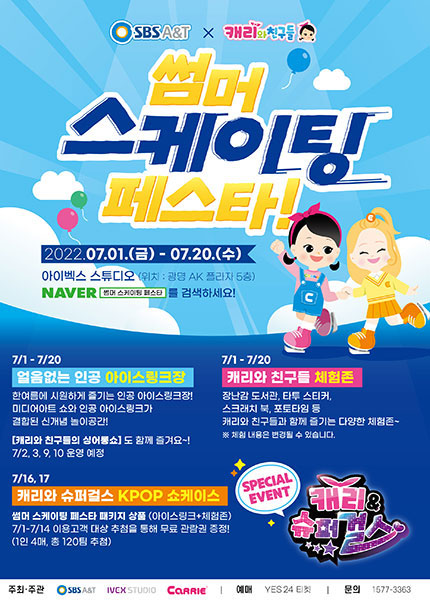 SBS A&T × 캐리와친구들
썸머
스케이팅
페스타!
2022.07.01.(금) - 07.20.(수)
아이벡스 스튜디오 (위치 : 광명 AK 플라자 5층)
NAVER 썸머 스케이팅 페스타 를 검색하세요!
7/1 - 7/20
얼음없는 인공 아이스링크장
한여름에 시원하게 즐기는 인공 아이스링크장!
미디어아트 쇼와 인공 아이스링크가
결합된 신개념 놀이공간!
[캐리와 친구들의 싱어롱쇼] 도 함께 즐겨요~!
7/2, 3, 9, 10 운영 예정
7/1 - 7/20
캐리와 친구들 체험존
장난감 도서관, 타투 스티커,
스크래치 북, 포토타임 등
캐리와 친구들과 함께 즐기는 다양한 체험존~
※ 체험 내용은 변경될 수 있습니다.
7/16, 17
캐리와 슈퍼걸스 KPOP 쇼케이스
썸머 스케이팅 페스타 패키지 상품 (아이스링크+체험존)
7/1-7/14 이용고객 대상 추첨을 통해 무료 관람권 증정!
(1인 4매, 총 120팀 추첨)
SPECIAL
EVENT
캐리&
슈퍼걸스
주최·주관 SBS A&T IVEX STUDIO CARRIE | 예매 YES24 티켓 | 문의 1577-3363